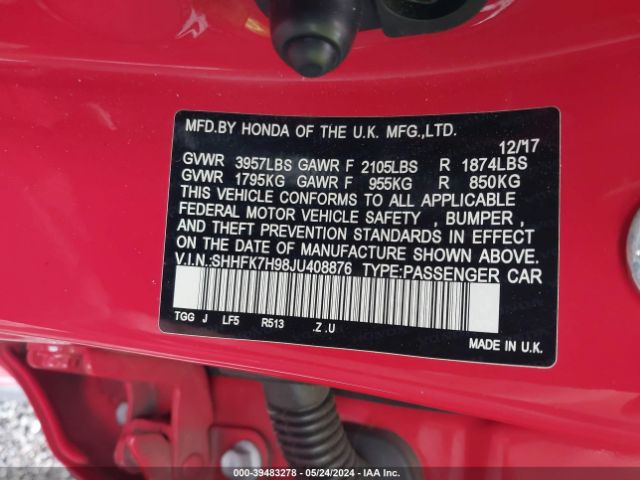 MFD.BY HONDA OF THE U.K. MFG.,LTD.
12/17
GVWR 3957LBS GAWR F 2105LBS R 1874LBS
GVWR 1795KG GAWR F 955KG R 850KG
THIS VEHICLE CONFORMS TO ALL APPLICABLE
FEDERAL MOTOR VEHICLE SAFETY , BUMPER ,
AND THEFT PREVENTION STANDARDS IN EFFECT
ON THE DATE OF MANUFACTURE SHOWN ABOVE.
V.I.N.:SHHFK7H98JU408876 TYPE:PASSENGER CAR
TGG J LF5 R513 .Z.U
MADE IN U.K.
000-39483278 - 05/24/2024 - IAA Inc.